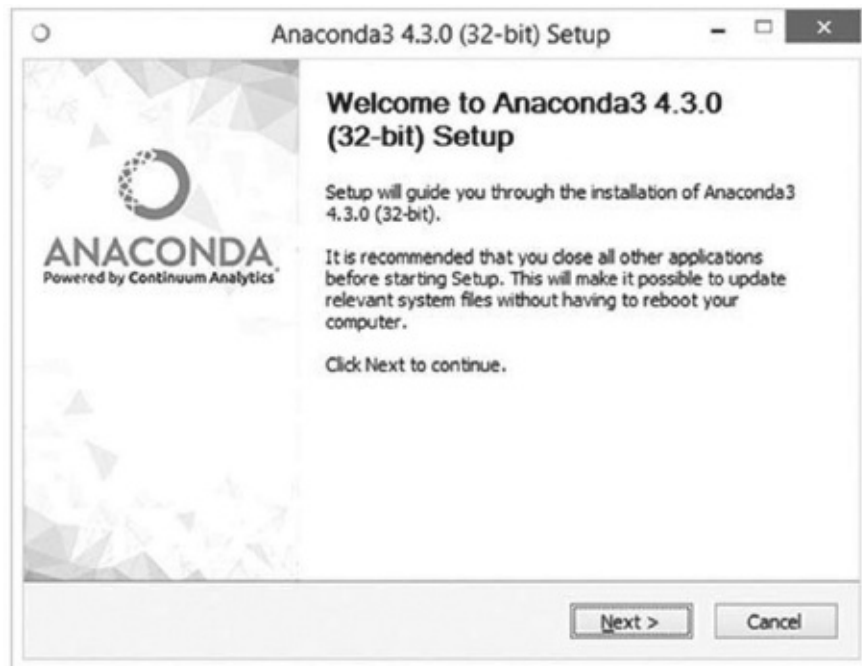 Anaconda3 4.3.0 (32-bit) Setup
Welcome to Anaconda3 4.3.0
(32-bit) Setup
Setup will guide you through the installation of Anaconda3
4.3.0 (32-bit).
It is recommended that you close all other applications
before starting Setup. This will make it possible to update
relevant system files without having to reboot your
computer.
Click Next to continue.
ANACONDA
Powered by Continuum Analytics
Next >
Cancel